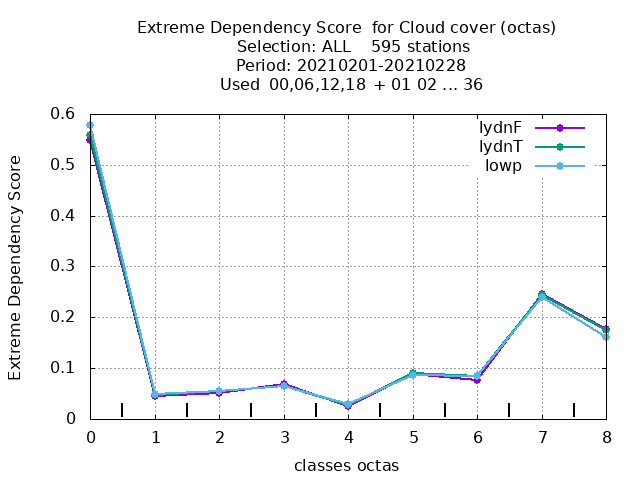 Extreme Dependency Score  for Cloud cover (octas)
Selection: ALL    595 stations
Period: 20210201-20210228
Used  00,06,12,18  + 01 02 ... 36
lydnF
lydnT
lowp
Extreme Dependency Score
0.6
0.5
0.4
0.3
0.2
0.1
0
0 1 2 3 4 5 6 7 8
classes octas